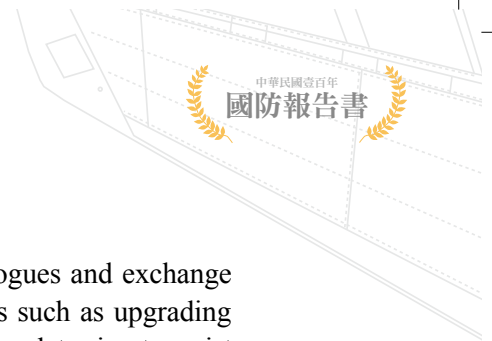 中華民國壹百年
國防報告書
ogues and exchange
s such as upgrading